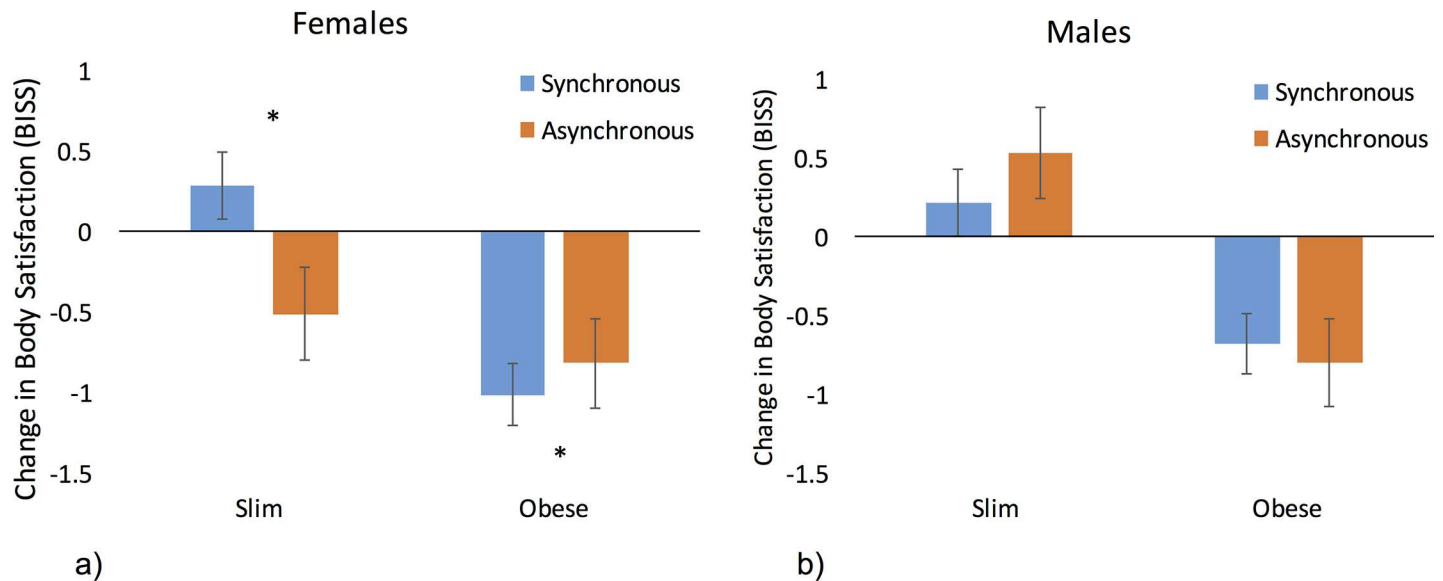 Females
Change in Body Satisfaction (BISS)
1
0.5
0
-0.5
-1
-1.5
Synchronous
Asynchronous
*
*
Slim
Obese
a)
Males
Change in Body Satisfaction (BISS)
1
0.5
0
-0.5
-1
-1.5
Synchronous
Asynchronous
Slim
Obese
b)